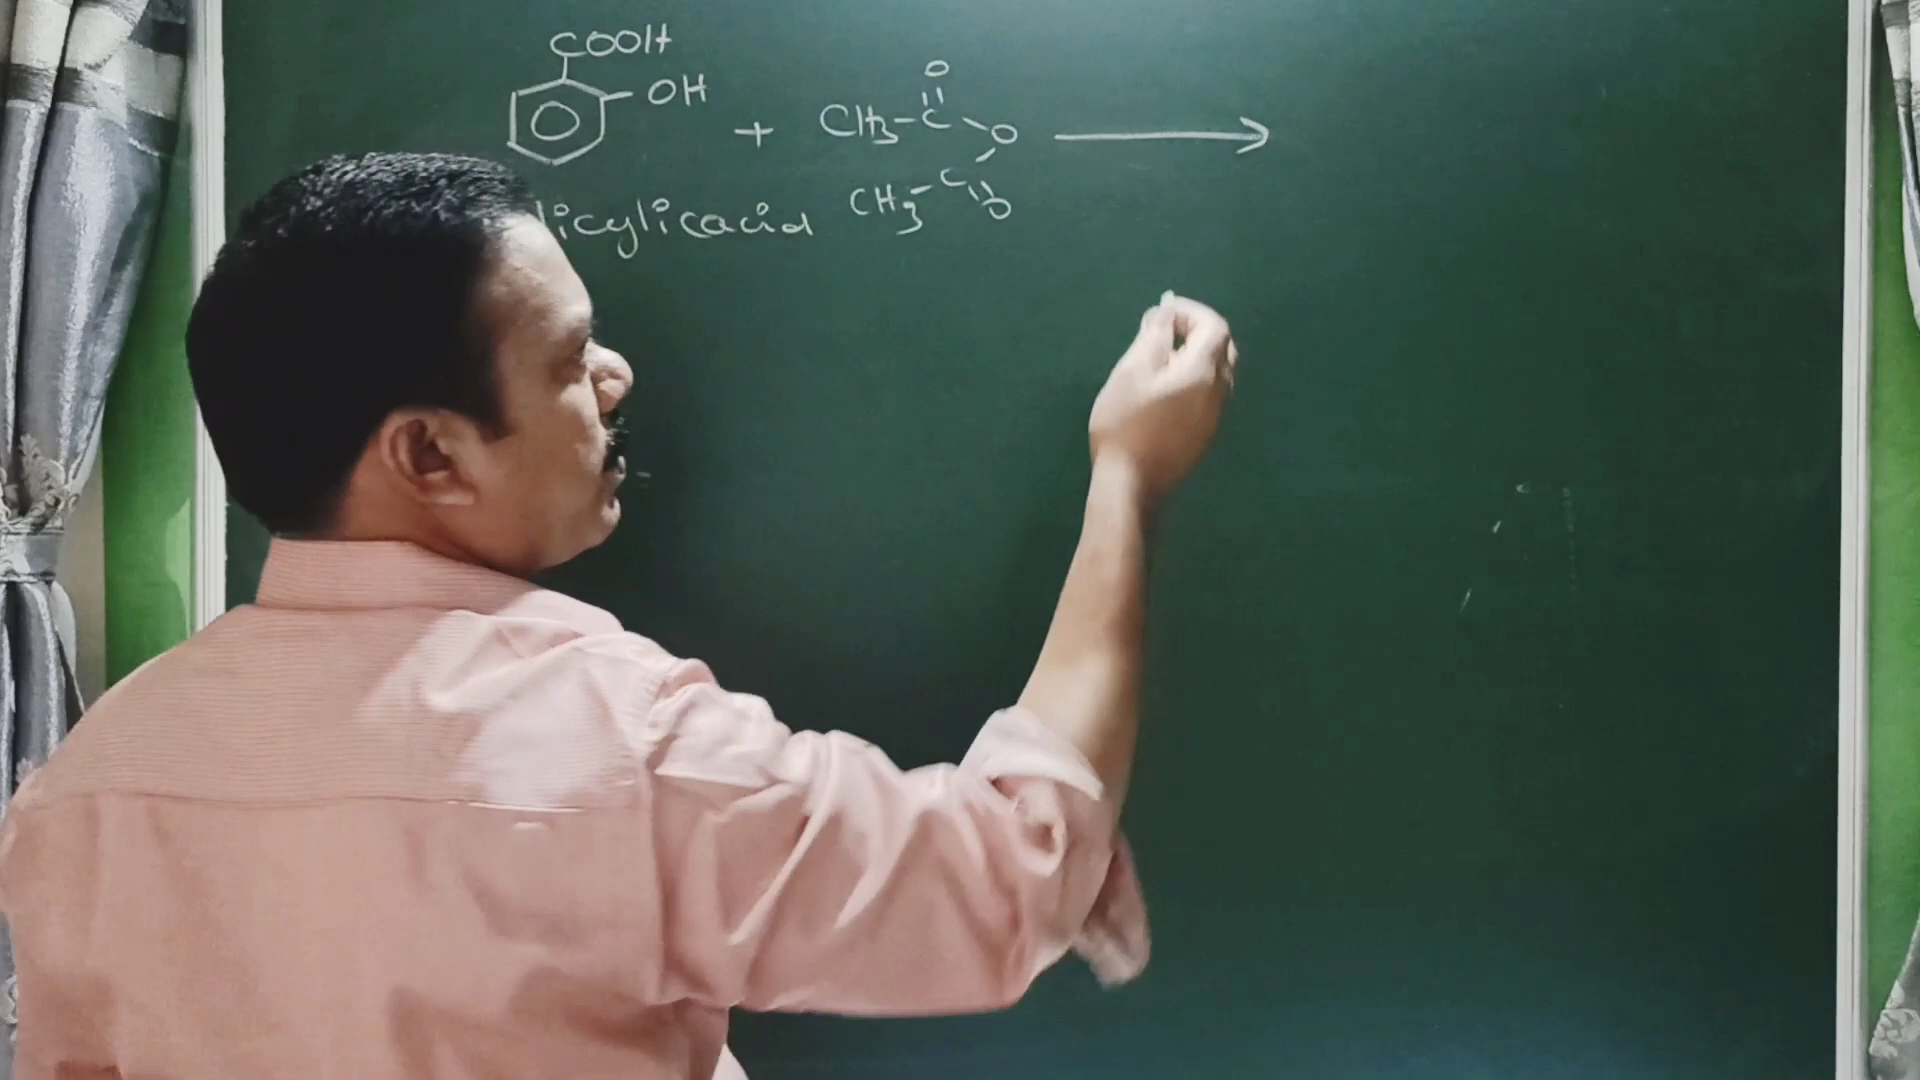 COOH
OH
O
+ CH3-C-O
CH3-C=O
licylicacid